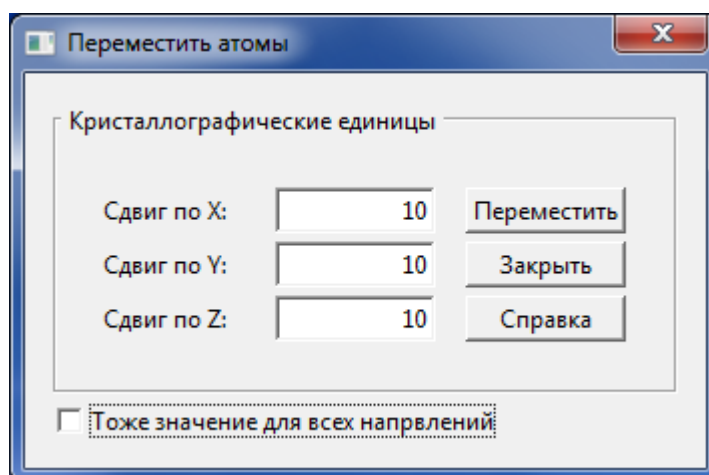 Переместить атомы
Кристаллографические единицы
Сдвиг по X: 10 Переместить
Сдвиг по Y: 10 Закрыть
Сдвиг по Z: 10 Справка
Тоже значение для всех напрвлений